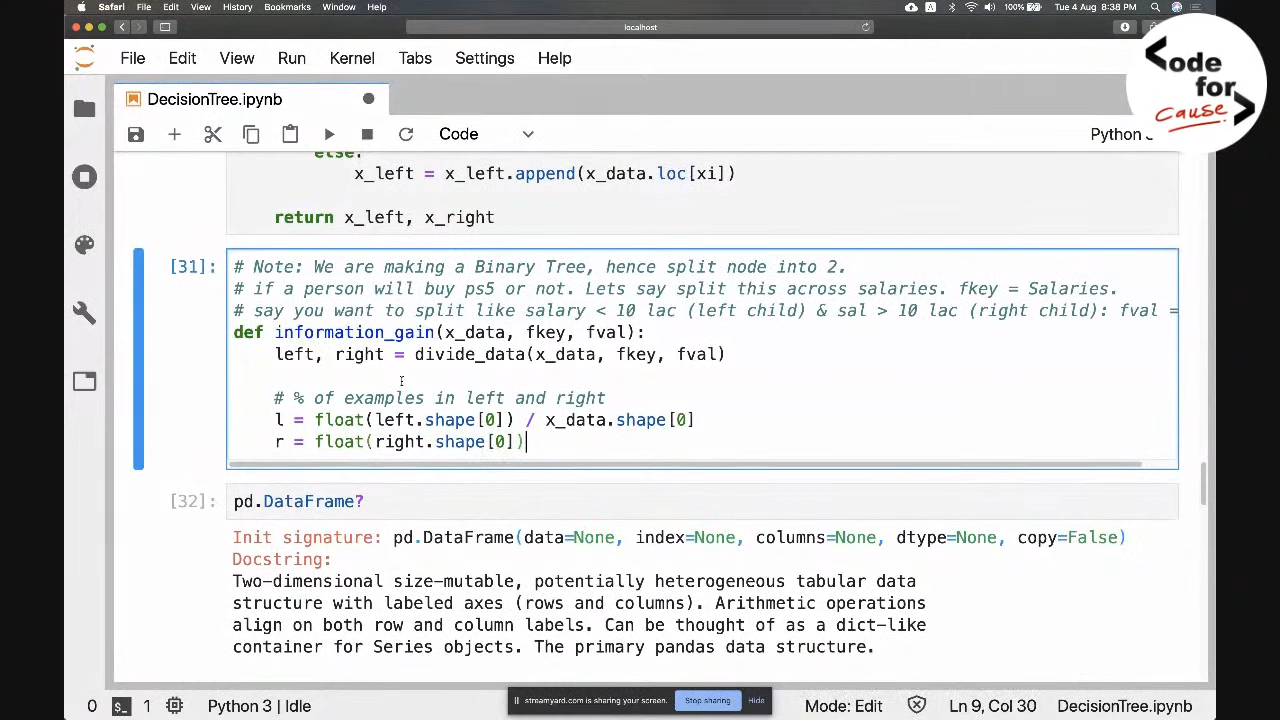 Safari File Edit View History Bookmarks Window Help
100% Tue 4 Aug 8:38 PM
localhost
<ode
for
cause >
File Edit View Run Kernel Tabs Settings Help
DecisionTree.ipynb
Code
Python
else:
x_left = x_left.append(x_data.loc[xi])
return x_left, x_right
[31]:
# Note: We are making a Binary Tree, hence split node into 2.
# if a person will buy ps5 or not. Lets say split this across salaries. fkey = Salaries.
# say you want to split like salary < 10 lac (left child) & sal > 10 lac (right child): fval =
def information_gain(x_data, fkey, fval):
left, right = divide_data(x_data, fkey, fval)
# % of examples in left and right
l = float(left.shape[0]) / x_data.shape[0]
r = float(right.shape[0])
[32]:
pd.DataFrame?
Init signature: pd.DataFrame(data=None, index=None, columns=None, dtype=None, copy=False)
Docstring:
Two-dimensional size-mutable, potentially heterogeneous tabular data
structure with labeled axes (rows and columns). Arithmetic operations
align on both row and column labels. Can be thought of as a dict-like
container for Series objects. The primary pandas data structure.
streamyard.com is sharing your screen. Stop sharing Hide
0 $_ 1 Python 3 | Idle Mode: Edit Ln 9, Col 30 DecisionTree.ipynb